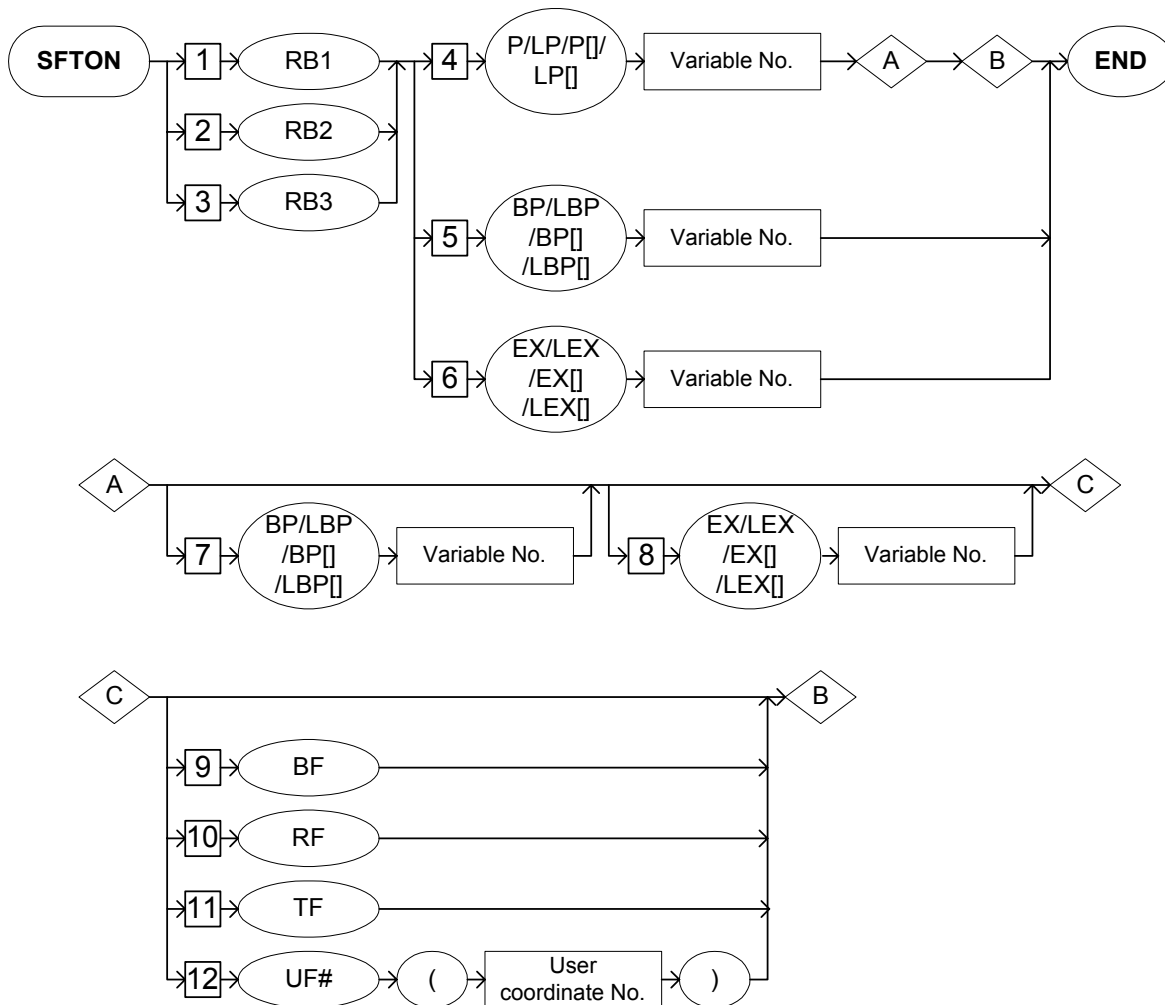 SFTON
1
RB1
4
P/LP/P[]/
LP[]
Variable No.
A
B
END
2
RB2
3
RB3
5
BP/LBP
/BP[]
/LBP[]
Variable No.
6
EX/LEX
/EX[]
/LEX[]
Variable No.
A
C
7
BP/LBP
/BP[]
/LBP[]
Variable No.
8
EX/LEX
/EX[]
/LEX[]
Variable No.
C
B
9
BF
10
RF
11
TF
12
UF#
(
User
coordinate No.
)